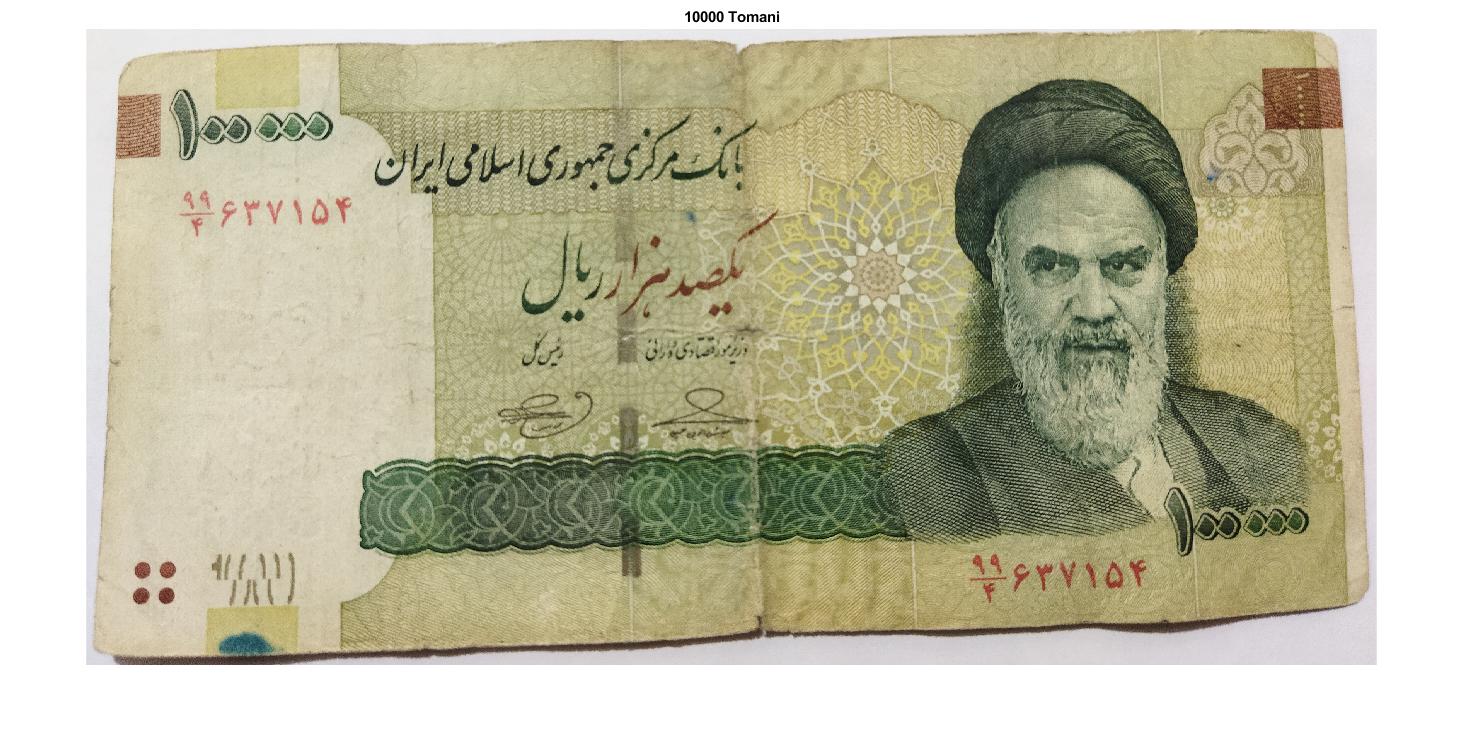 10000 Tomani
۱۰۰۰۰۰
بانک مرکزی جمهوری اسلامی ایران
۹۹/۴ ۶۳۷۱۵۴
یکصد هزار ریال
وزیر امور اقتصادی و دارائی
رئیس کل
۱۰۰۰۰۰
۹۹/۴ ۶۳۷۱۵۴